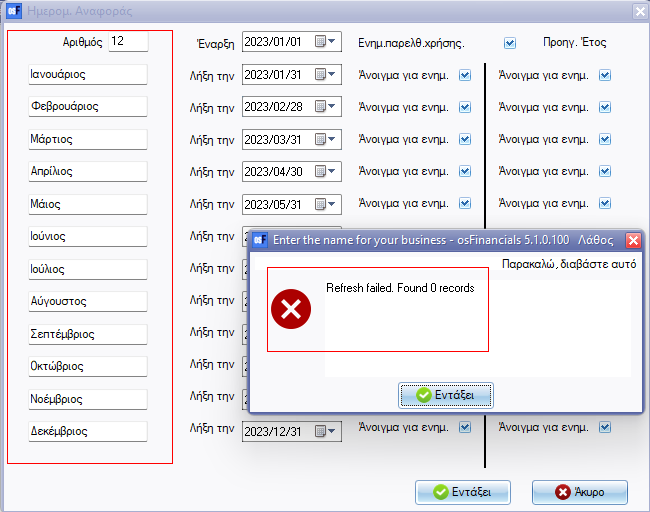 Ημερομ. Αναφοράς
Αριθμός 12 Έναρξη 2023/01/01 Ενημ.παρελθ.χρήσης. Προηγ. Έτος
Ιανουάριος Λήξη την 2023/01/31 Άνοιγμα για ενημ. Άνοιγμα για ενημ.
Φεβρουάριος Λήξη την 2023/02/28 Άνοιγμα για ενημ. Άνοιγμα για ενημ.
Μάρτιος Λήξη την 2023/03/31 Άνοιγμα για ενημ. Άνοιγμα για ενημ.
Απρίλιος Λήξη την 2023/04/30 Άνοιγμα για ενημ. Άνοιγμα για ενημ.
Μάιος Λήξη την 2023/05/31 Άνοιγμα για ενημ. Άνοιγμα για ενημ.
Ιούνιος Λήξη την
Enter the name for your business - osFinancials 5.1.0.100 Λάθος
Παρακαλώ, διαβάστε αυτό
Ιούλιος Λήξη την
Refresh failed. Found 0 records
Αύγουστος Λήξη την
Σεπτέμβριος Λήξη την
Οκτώβριος Λήξη την
Νοέμβριος Λήξη την
Εντάξει
Δεκέμβριος Λήξη την 2023/12/31 Άνοιγμα για ενημ. Άνοιγμα για ενημ.
Εντάξει Άκυρο